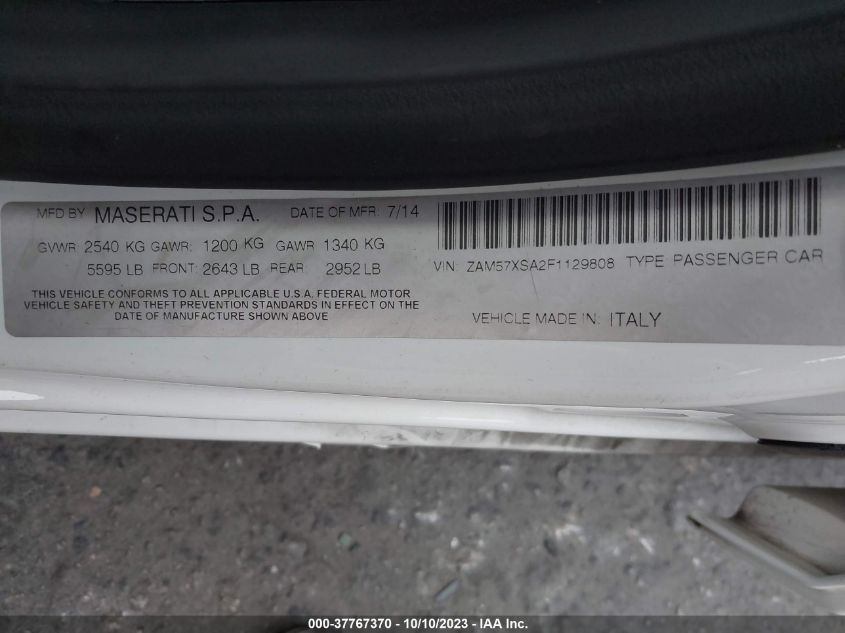 MFD BY MASERATI S.P.A. DATE OF MFR: 7/14
GVWR: 2540 KG GAWR: 1200 KG GAWR 1340 KG
5595 LB FRONT: 2643 LB REAR: 2952 LB
THIS VEHICLE CONFORMS TO ALL APPLICABLE U.S.A. FEDERAL MOTOR
VEHICLE SAFETY AND THEFT PREVENTION STANDARDS IN EFFECT ON THE
DATE OF MANUFACTURE SHOWN ABOVE
VIN: ZAM57XSA2F1129808 TYPE PASSENGER CAR
VEHICLE MADE IN: ITALY
000-37767370 - 10/10/2023 - IAA Inc.